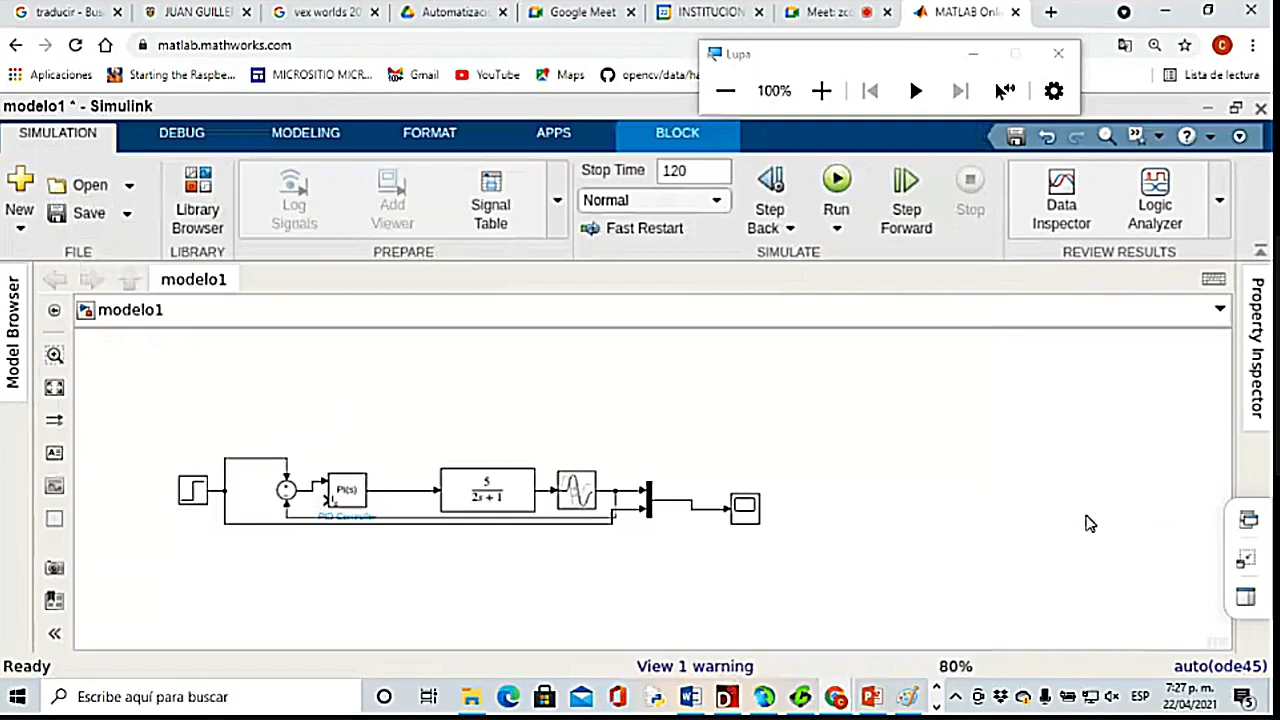 traducir - Bus
JUAN GUILLE
vex worlds 20
Automatizac
Google Meet
INSTITUCION
Meet: zc
MATLAB Onli
matlab.mathworks.com
Aplicaciones
Starting the Raspbe...
MICROSITIO MICR...
Gmail
YouTube
Maps
opencv/data/ha
Lista de lectura
Lupa
100%
modelo1 * - Simulink
SIMULATION
DEBUG
MODELING
FORMAT
APPS
BLOCK
New
Open
Save
FILE
Library
Browser
LIBRARY
Log
Signals
Add
Viewer
Signal
Table
PREPARE
Stop Time 120
Normal
Fast Restart
Step
Back
Run
Step
Forward
Stop
SIMULATE
Data
Inspector
Logic
Analyzer
REVIEW RESULTS
modelo1
modelo1
Model Browser
Property Inspector
PI(s)
PID Controller
5
2s + 1
Ready
View 1 warning
80%
auto(ode45)
Escribe aquí para buscar
ESP
7:27 p. m.
22/04/2021
5